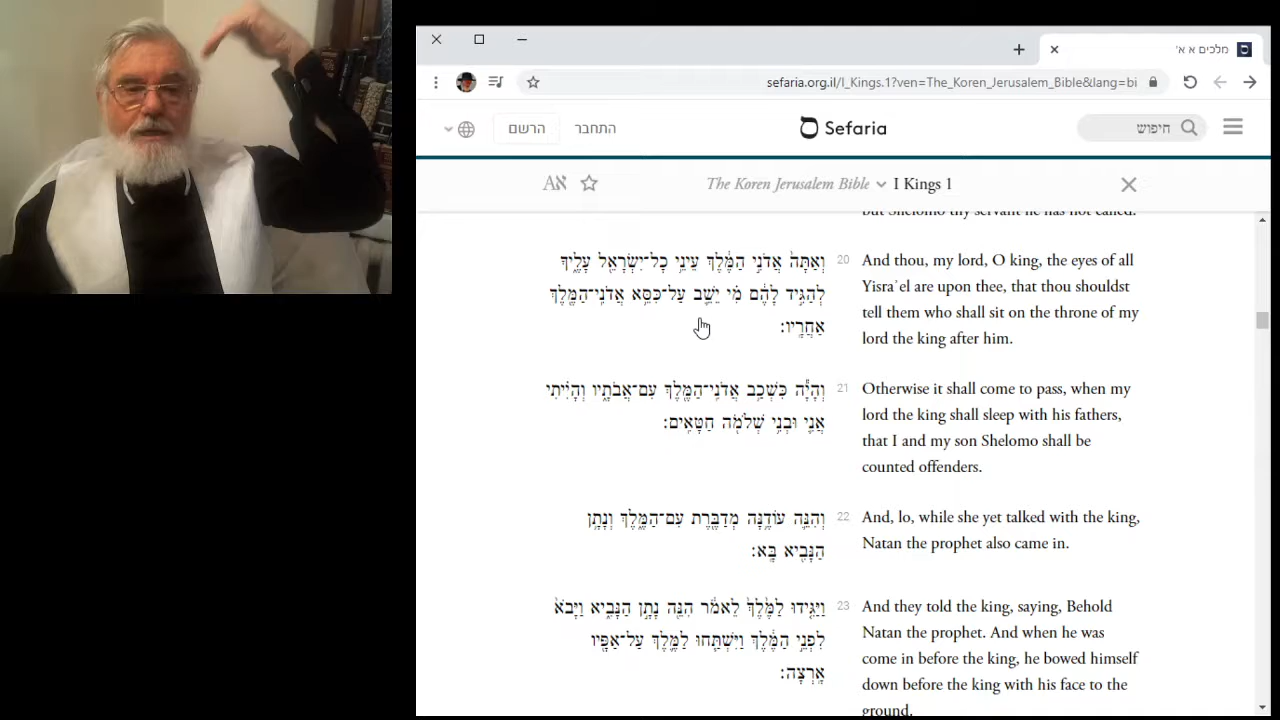 מלכים א א׳
sefaria.org.il/I_Kings.1?ven=The_Koren_Jerusalem_Bible&lang=bi
הרשם
התחבר
Sefaria
חיפוש
The Koren Jerusalem Bible
I Kings 1
but Shelomo thy servant he has not called.
וְאַתָּה֙ אֲדֹנִ֣י הַמֶּ֔לֶךְ עֵינֵ֥י כׇל־יִשְׂרָאֵ֖ל עָלֶ֑יךָ
לְהַגִּ֣יד לָהֶ֔ם מִ֗י יֵשֵׁ֛ב עַל־כִּסֵּ֥א אֲדֹנִֽי־הַמֶּ֖לֶךְ
אַחֲרָֽיו׃
20
And thou, my lord, O king, the eyes of all
Yisra᾽el are upon thee, that thou shouldst
tell them who shall sit on the throne of my
lord the king after him.
וְהָיָ֕ה כִּשְׁכַ֥ב אֲדֹנִֽי־הַמֶּ֖לֶךְ עִם־אֲבֹתָ֑יו וְהָיִ֗יתִי
אֲנִ֛י וּבְנִ֥י שְׁלֹמֹ֖ה חַטָּאִֽים׃
21
Otherwise it shall come to pass, when my
lord the king shall sleep with his fathers,
that I and my son Shelomo shall be
counted offenders.
וְהִנֵּ֛ה עוֹדֶ֥נָּה מְדַבֶּ֖רֶת עִם־הַמֶּ֑לֶךְ וְנָתָ֥ן
הַנָּבִ֖יא בָּֽא׃
22
And, lo, while she yet talked with the king,
Natan the prophet also came in.
וַיַּגִּ֤ידוּ לַמֶּ֙לֶךְ֙ לֵאמֹ֔ר הִנֵּ֖ה נָתָ֣ן הַנָּבִ֑יא וַיָּבֹא֙
לִפְנֵ֣י הַמֶּ֔לֶךְ וַיִּשְׁתַּ֧חוּ לַמֶּ֛לֶךְ עַל־אַפָּ֖יו
אָֽרְצָה׃
23
And they told the king, saying, Behold
Natan the prophet. And when he was
come in before the king, he bowed himself
down before the king with his face to the
ground.